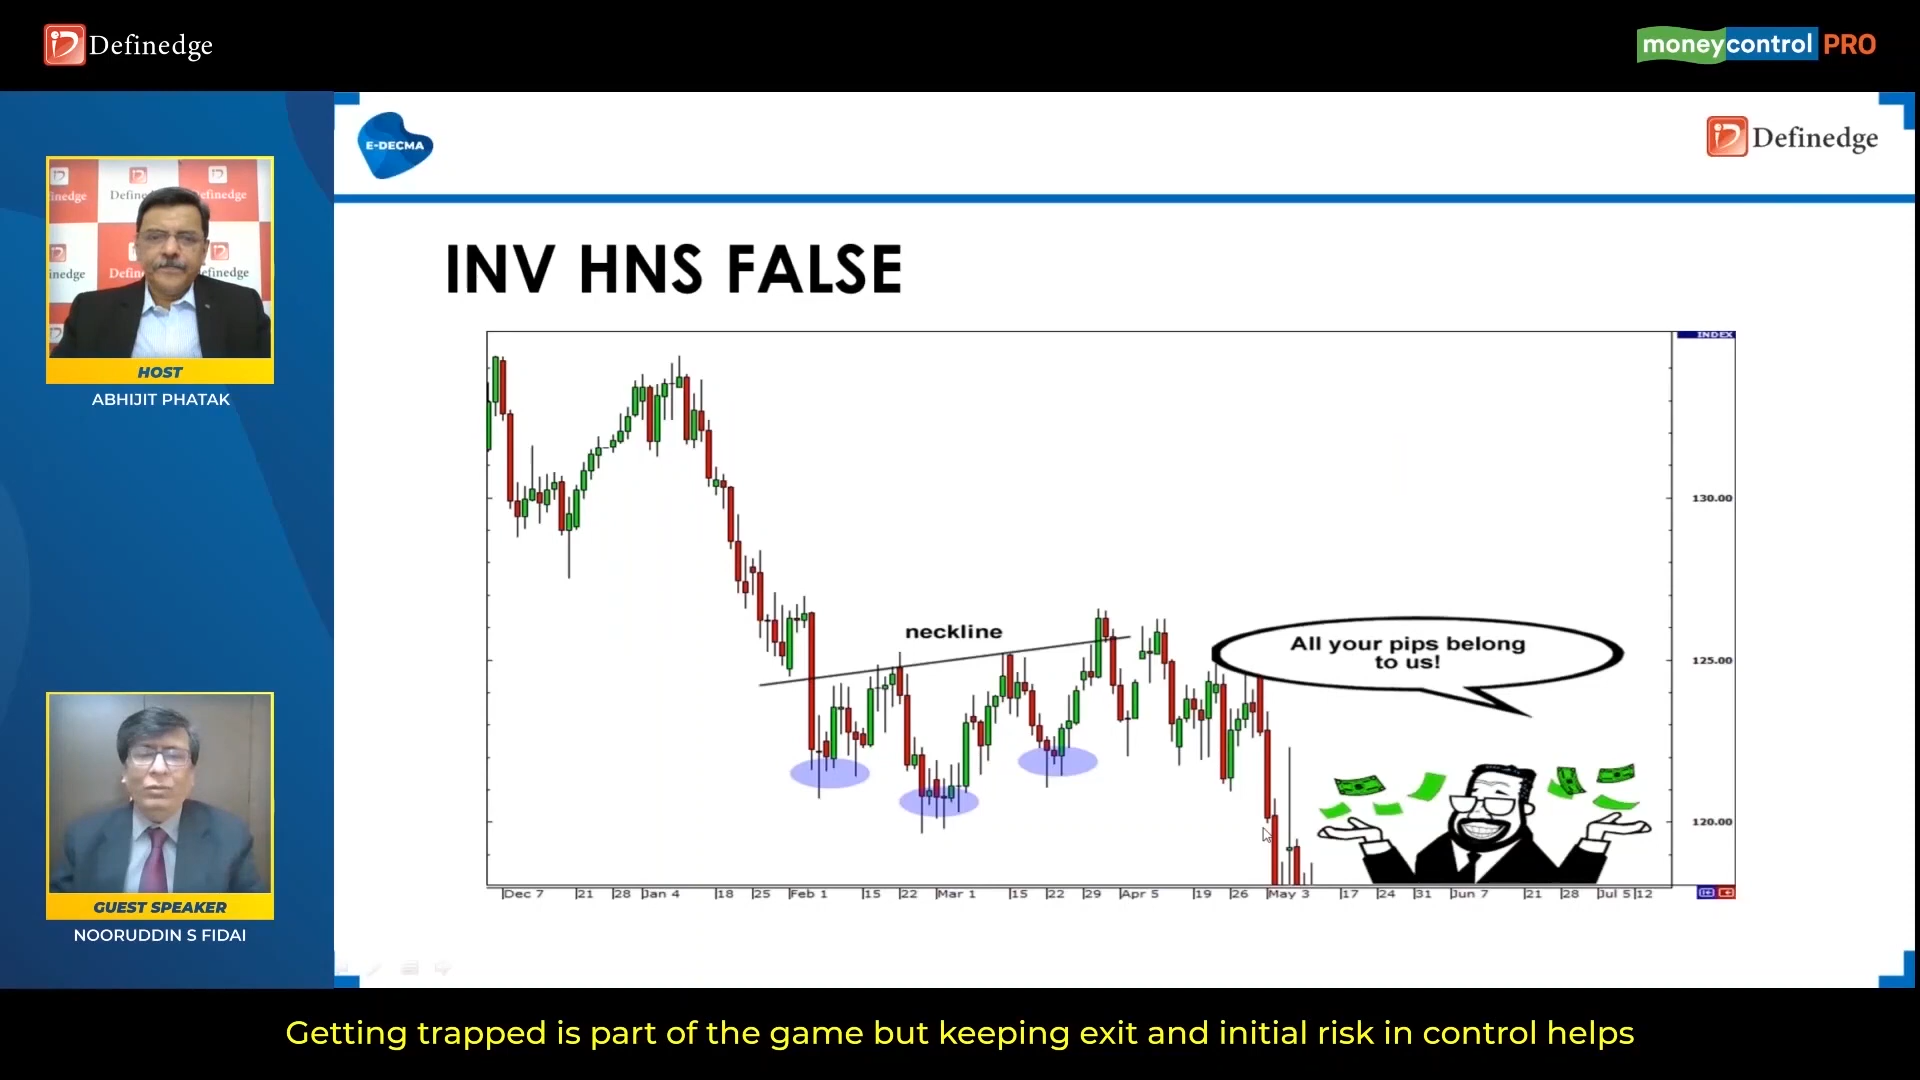 Definedge
moneycontrol PRO
E-DECMA
Definedge
HOST
ABHIJIT PHATAK
GUEST SPEAKER
NOORUDDIN S FIDAI
INV HNS FALSE
INDEX
130.00
125.00
120.00
neckline
All your pips belong
to us!
Dec 7 21 28 Jan 4 18 25 Feb 1 15 22 Mar 1 15 22 29 Apr 5 19 26 May 3 17 24 31 Jun 7 21 28 Jul 5 12
Getting trapped is part of the game but keeping exit and initial risk in control helps